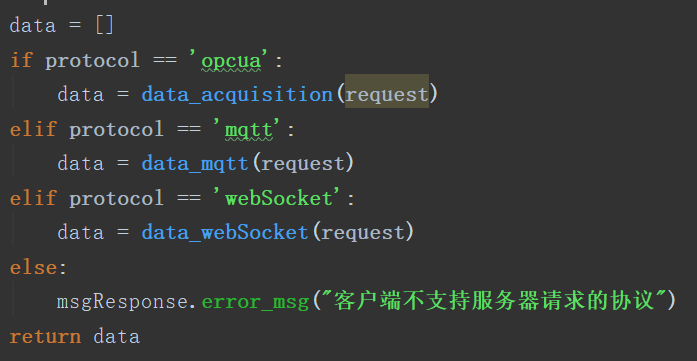 data = []
if protocol == 'opcua':
    data = data_acquisition(request)
elif protocol == 'mqtt':
    data = data_mqtt(request)
elif protocol == 'webSocket':
    data = data_webSocket(request)
else:
    msgResponse.error_msg("客户端不支持服务器请求的协议")
return data